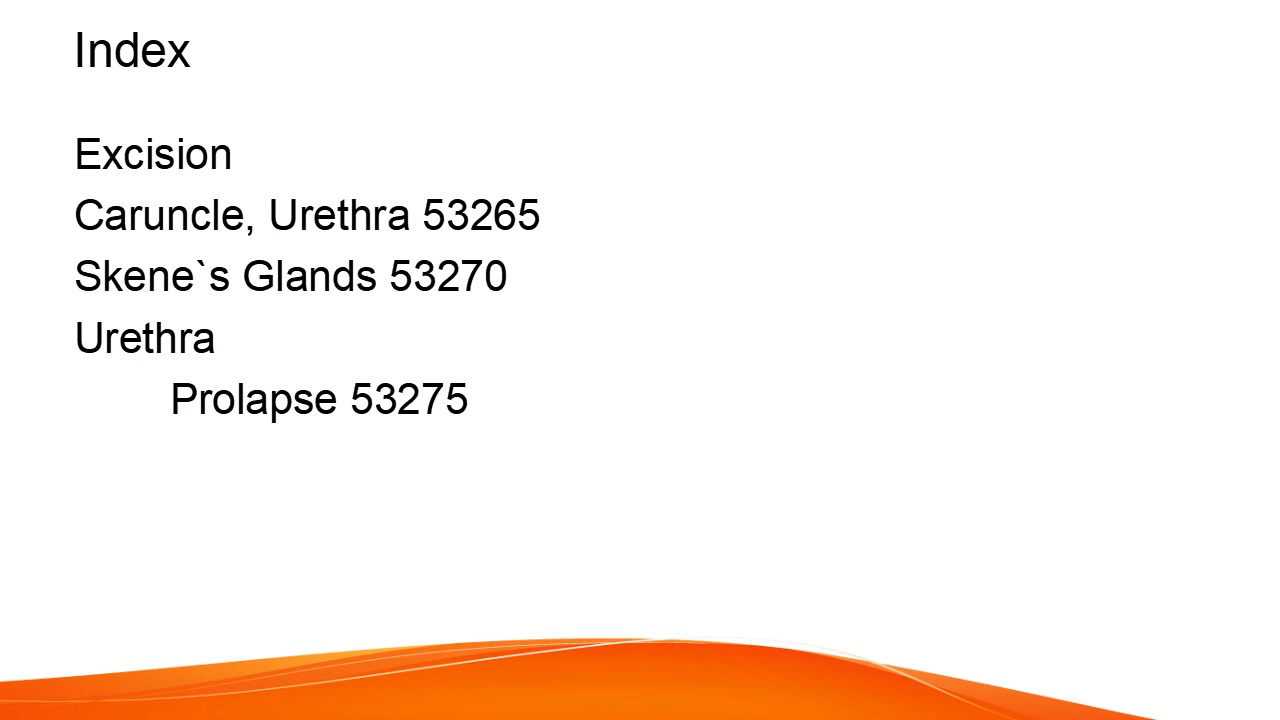 Index
Excision
Caruncle, Urethra 53265
Skene`s Glands 53270
Urethra
Prolapse 53275